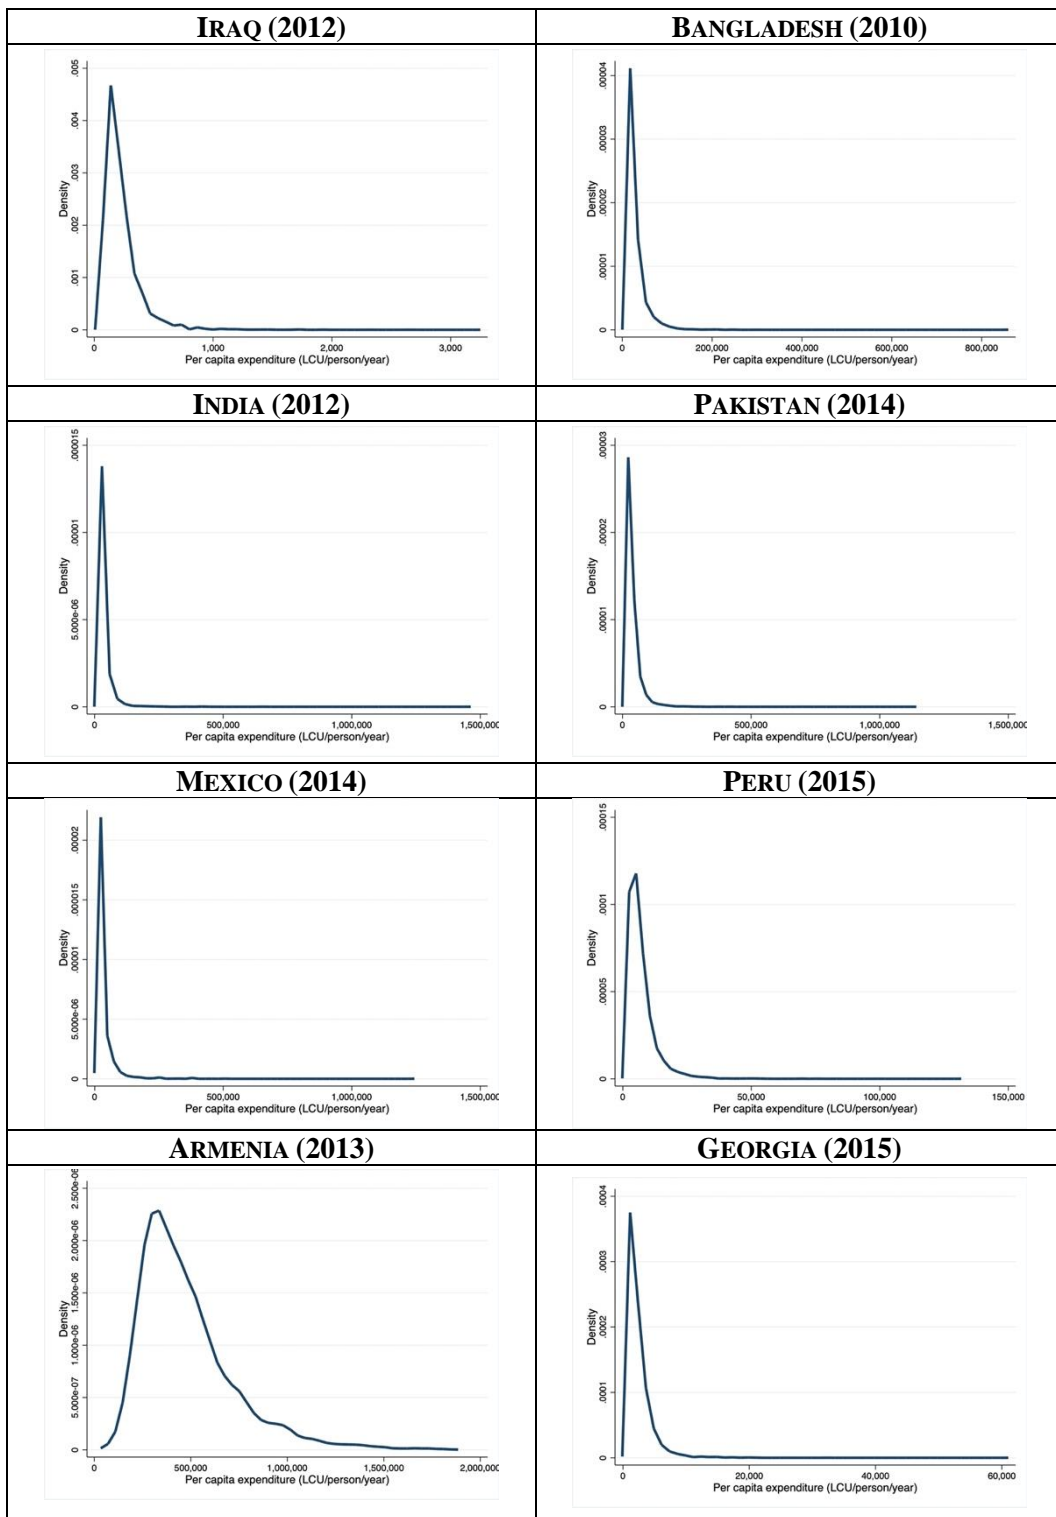 IRAQ (2012)
BANGLADESH (2010)
Density
0
.001
.002
.003
.004
.005
0 1,000 2,000 3,000
Per capita expenditure (LCU/person/year)
Density
0
.00001
.00002
.00003
.00004
0 200,000 400,000 600,000 800,000
Per capita expenditure (LCU/person/year)
INDIA (2012)
PAKISTAN (2014)
Density
0
5.000e-06
.00001
.000015
0 500,000 1,000,000 1,500,000
Per capita expenditure (LCU/person/year)
Density
0
.00001
.00002
.00003
0 500,000 1,000,000 1,500,000
Per capita expenditure (LCU/person/year)
MEXICO (2014)
PERU (2015)
Density
0
5.000e-06
.00001
.000015
.00002
0 500,000 1,000,000 1,500,000
Per capita expenditure (LCU/person/year)
Density
0
.00005
.0001
.00015
0 50,000 100,000 150,000
Per capita expenditure (LCU/person/year)
ARMENIA (2013)
GEORGIA (2015)
Density
0
5.000e-07
1.000e-06
1.500e-06
2.000e-06
2.500e-06
0 500,000 1,000,000 1,500,000 2,000,000
Per capita expenditure (LCU/person/year)
Density
0
.0001
.0002
.0003
.0004
0 20,000 40,000 60,000
Per capita expenditure (LCU/person/year)